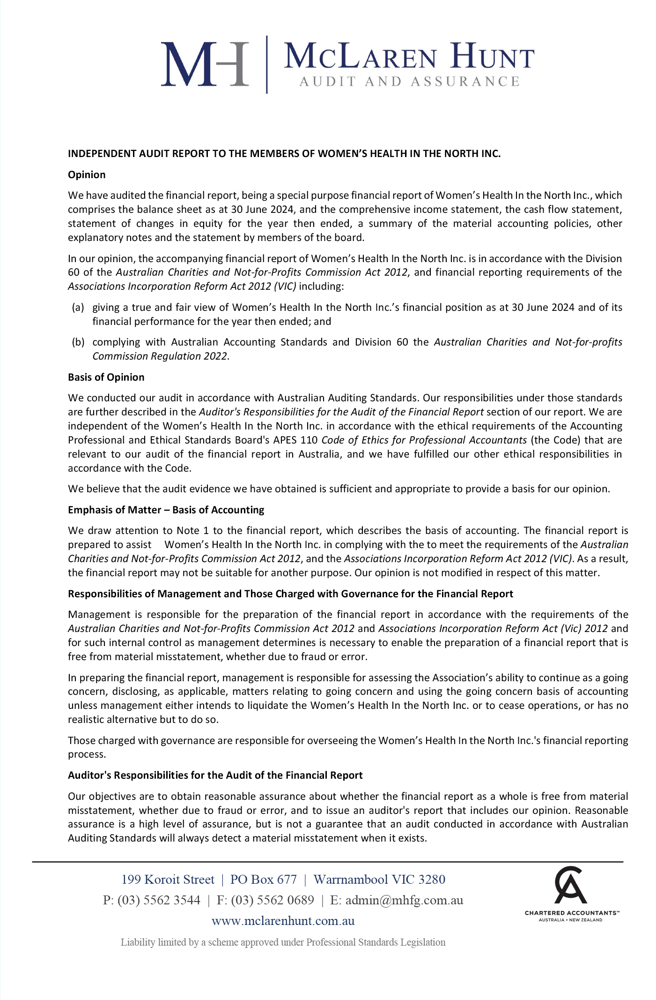 MH
McLaren Hunt
AUDIT AND ASSURANCE
INDEPENDENT AUDIT REPORT TO THE MEMBERS OF WOMEN’S HEALTH IN THE NORTH INC.
Opinion
We have audited the financial report, being a special purpose financial report of Women’s Health In the North Inc., which
comprises the balance sheet as at 30 June 2024, and the comprehensive income statement, the cash flow statement,
statement of changes in equity for the year then ended, a summary of the material accounting policies, other
explanatory notes and the statement by members of the board.
In our opinion, the accompanying financial report of Women’s Health In the North Inc. is in accordance with the Division
60 of the Australian Charities and Not-for-Profits Commission Act 2012, and financial reporting requirements of the
Associations Incorporation Reform Act 2012 (VIC) including:
(a) giving a true and fair view of Women’s Health In the North Inc.’s financial position as at 30 June 2024 and of its
financial performance for the year then ended; and
(b) complying with Australian Accounting Standards and Division 60 the Australian Charities and Not-for-profits
Commission Regulation 2022.
Basis of Opinion
We conducted our audit in accordance with Australian Auditing Standards. Our responsibilities under those standards
are further described in the Auditor's Responsibilities for the Audit of the Financial Report section of our report. We are
independent of the Women’s Health In the North Inc. in accordance with the ethical requirements of the Accounting
Professional and Ethical Standards Board's APES 110 Code of Ethics for Professional Accountants (the Code) that are
relevant to our audit of the financial report in Australia, and we have fulfilled our other ethical responsibilities in
accordance with the Code.
We believe that the audit evidence we have obtained is sufficient and appropriate to provide a basis for our opinion.
Emphasis of Matter – Basis of Accounting
We draw attention to Note 1 to the financial report, which describes the basis of accounting. The financial report is
prepared to assist Women’s Health In the North Inc. in complying with the to meet the requirements of the Australian
Charities and Not-for-Profits Commission Act 2012, and the Associations Incorporation Reform Act 2012 (VIC). As a result,
the financial report may not be suitable for another purpose. Our opinion is not modified in respect of this matter.
Responsibilities of Management and Those Charged with Governance for the Financial Report
Management is responsible for the preparation of the financial report in accordance with the requirements of the
Australian Charities and Not-for-Profits Commission Act 2012 and Associations Incorporation Reform Act (Vic) 2012 and
for such internal control as management determines is necessary to enable the preparation of a financial report that is
free from material misstatement, whether due to fraud or error.
In preparing the financial report, management is responsible for assessing the Association’s ability to continue as a going
concern, disclosing, as applicable, matters relating to going concern and using the going concern basis of accounting
unless management either intends to liquidate the Women’s Health In the North Inc. or to cease operations, or has no
realistic alternative but to do so.
Those charged with governance are responsible for overseeing the Women’s Health In the North Inc.'s financial reporting
process.
Auditor's Responsibilities for the Audit of the Financial Report
Our objectives are to obtain reasonable assurance about whether the financial report as a whole is free from material
misstatement, whether due to fraud or error, and to issue an auditor's report that includes our opinion. Reasonable
assurance is a high level of assurance, but is not a guarantee that an audit conducted in accordance with Australian
Auditing Standards will always detect a material misstatement when it exists.
199 Koroit Street | PO Box 677 | Warrnambool VIC 3280
P: (03) 5562 3544 | F: (03) 5562 0689 | E: admin@mhfg.com.au
www.mclarenhunt.com.au
Liability limited by a scheme approved under Professional Standards Legislation
CA
CHARTERED ACCOUNTANTS™
AUSTRALIA + NEW ZEALAND